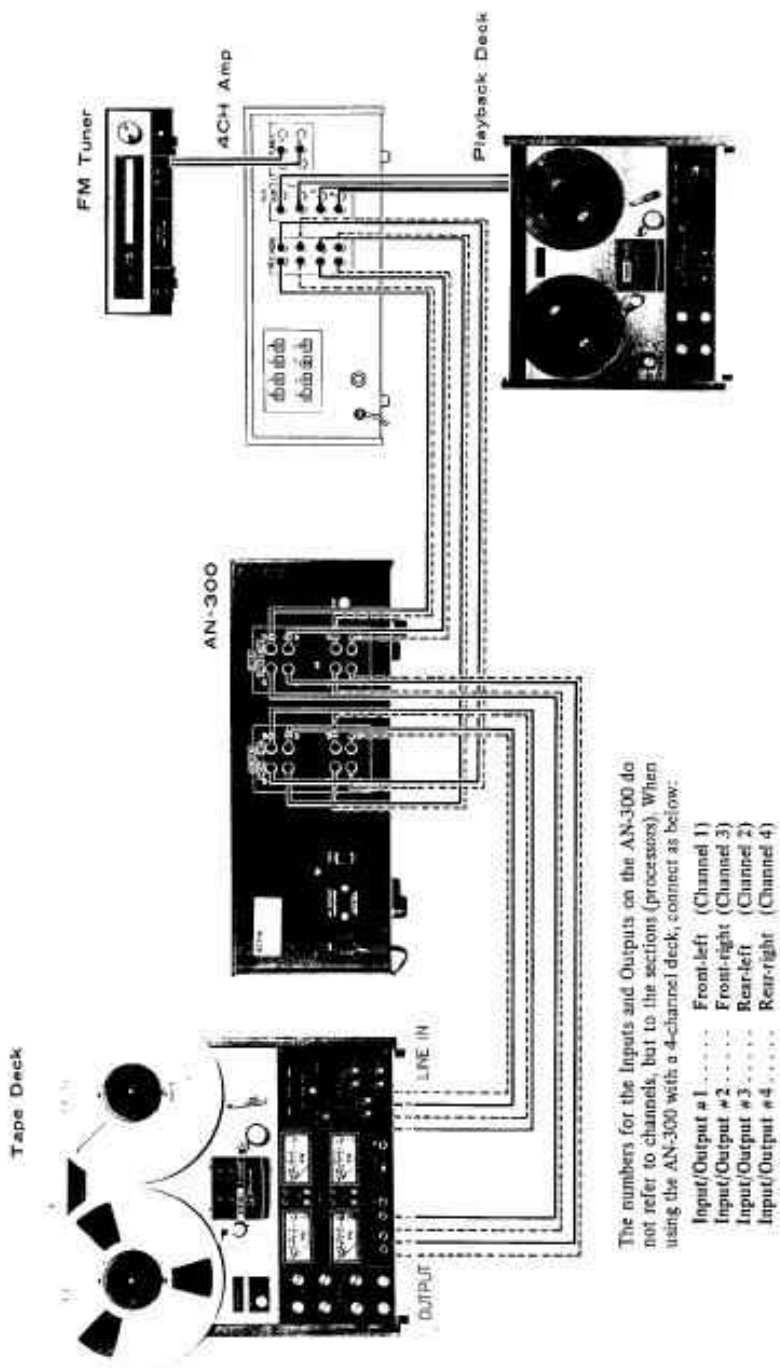 Tape Deck
AN-300
FM Tuner
4CH Amp
Playback Deck
OUTPUT
LINE IN
The numbers for the Inputs and Outputs on the AN-300 do
not refer to channels, but to the sections (processors). When
using the AN-300 with a 4-channel deck, connect as below:
Input/Output #1 . . . . . Front-left (Channel 1)
Input/Output #2 . . . . . Front-right (Channel 3)
Input/Output #3 . . . . . Rear-left (Channel 2)
Input/Output #4 . . . . . Rear-right (Channel 4)